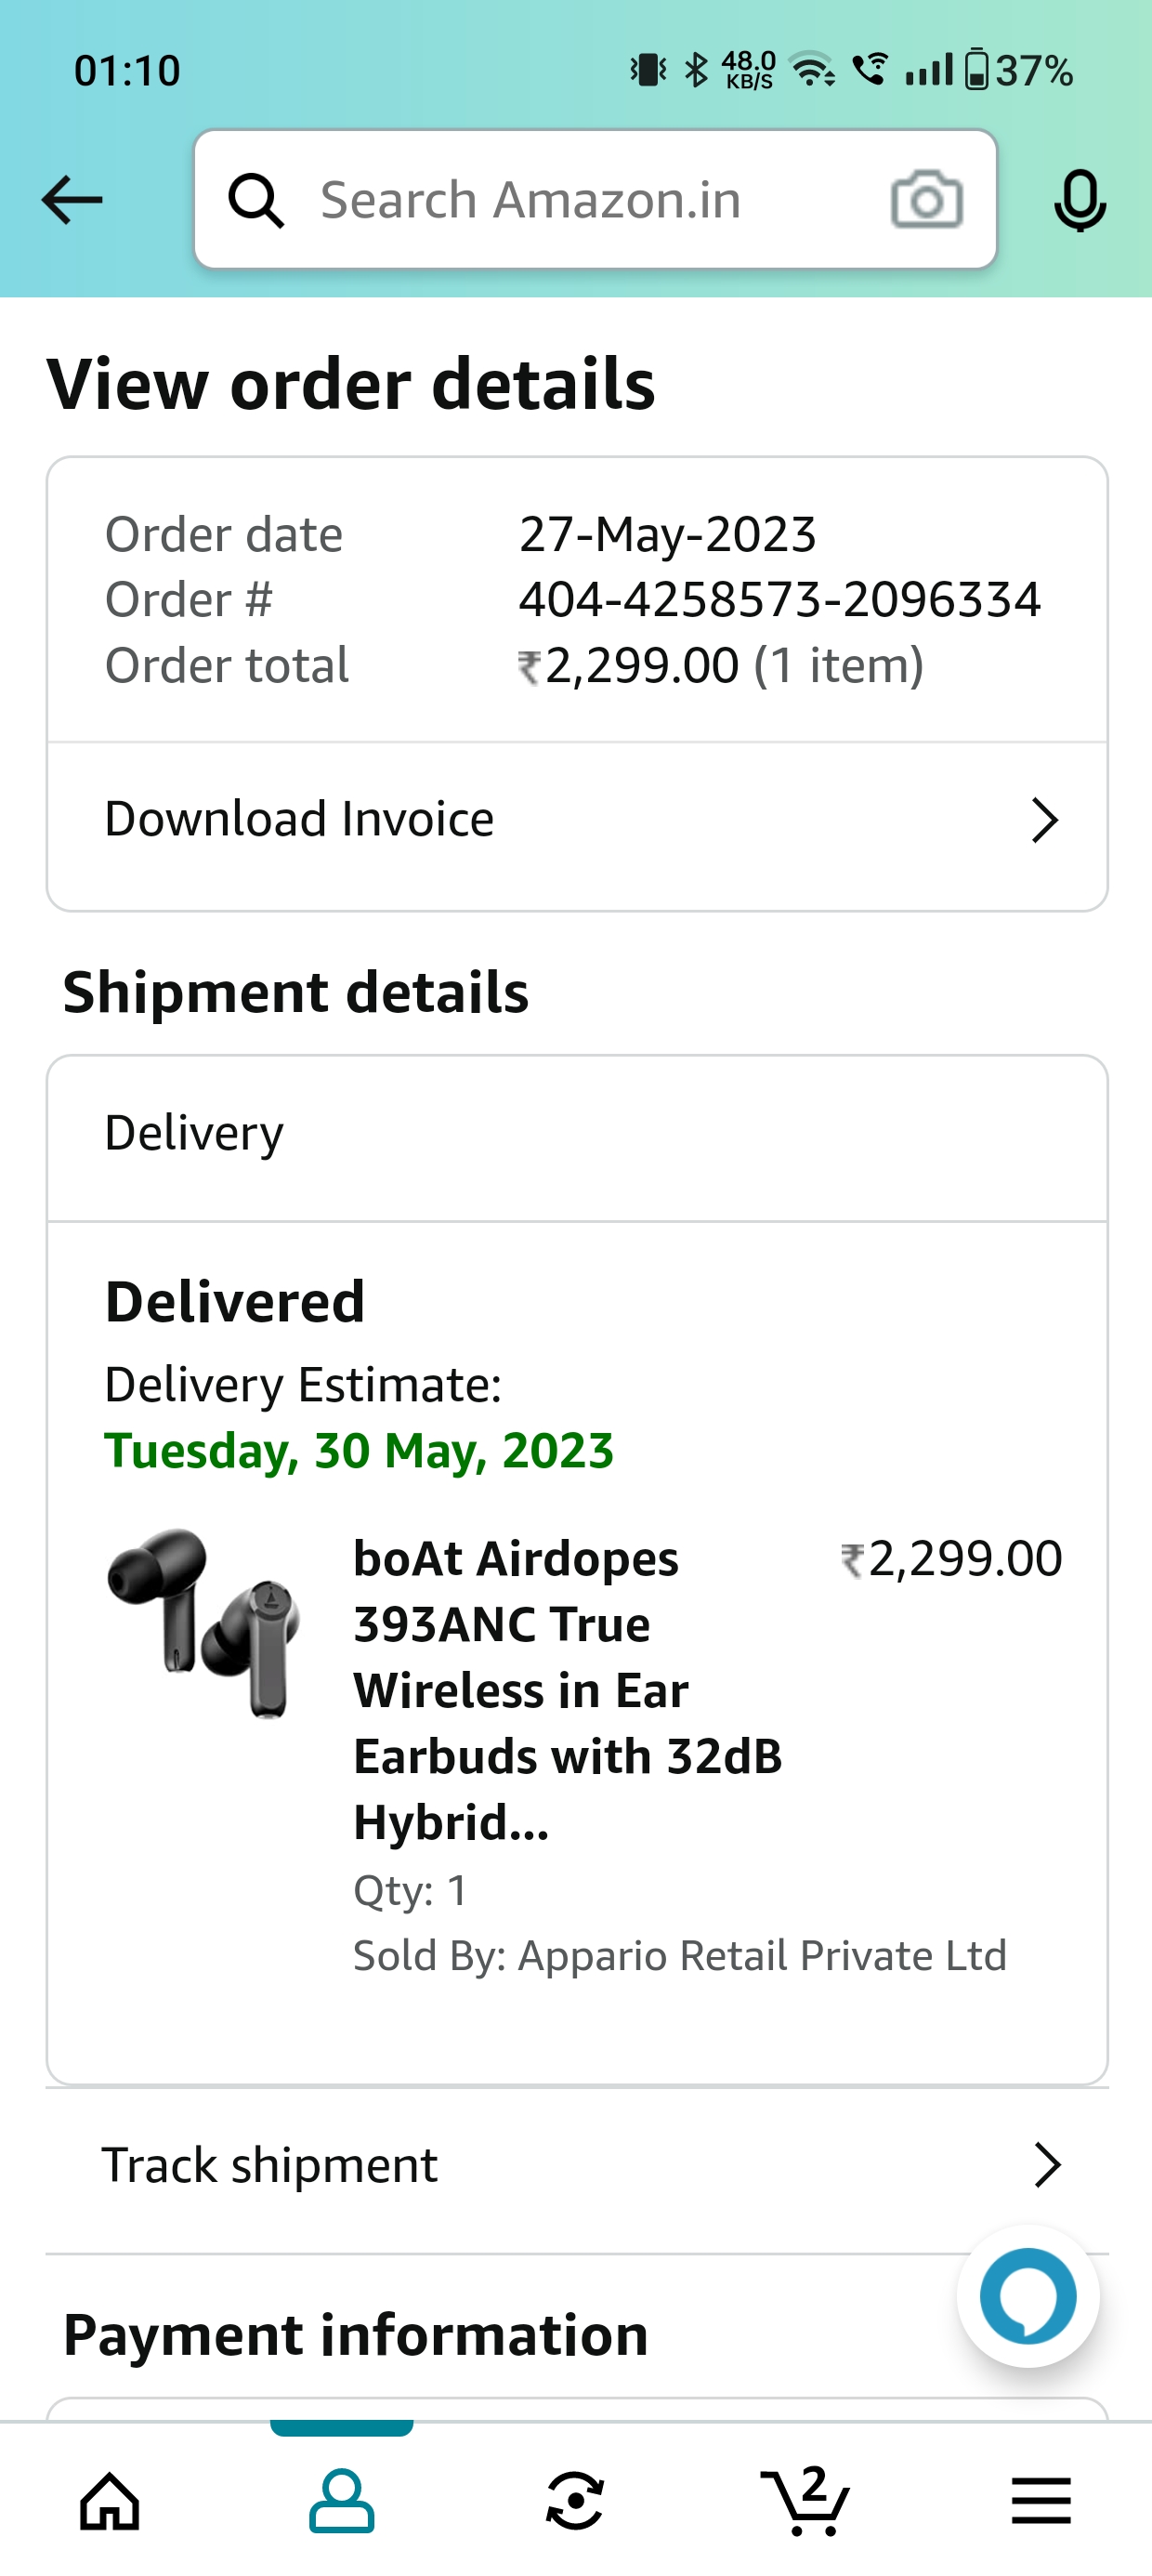 01:10
48.0
KB/S
37%
Search Amazon.in
View order details
Order date 27-May-2023
Order # 404-4258573-2096334
Order total ₹2,299.00 (1 item)
Download Invoice
Shipment details
Delivery
Delivered
Delivery Estimate:
Tuesday, 30 May, 2023
boAt Airdopes ₹2,299.00
393ANC True
Wireless in Ear
Earbuds with 32dB
Hybrid...
Qty: 1
Sold By: Appario Retail Private Ltd
Track shipment
Payment information
2